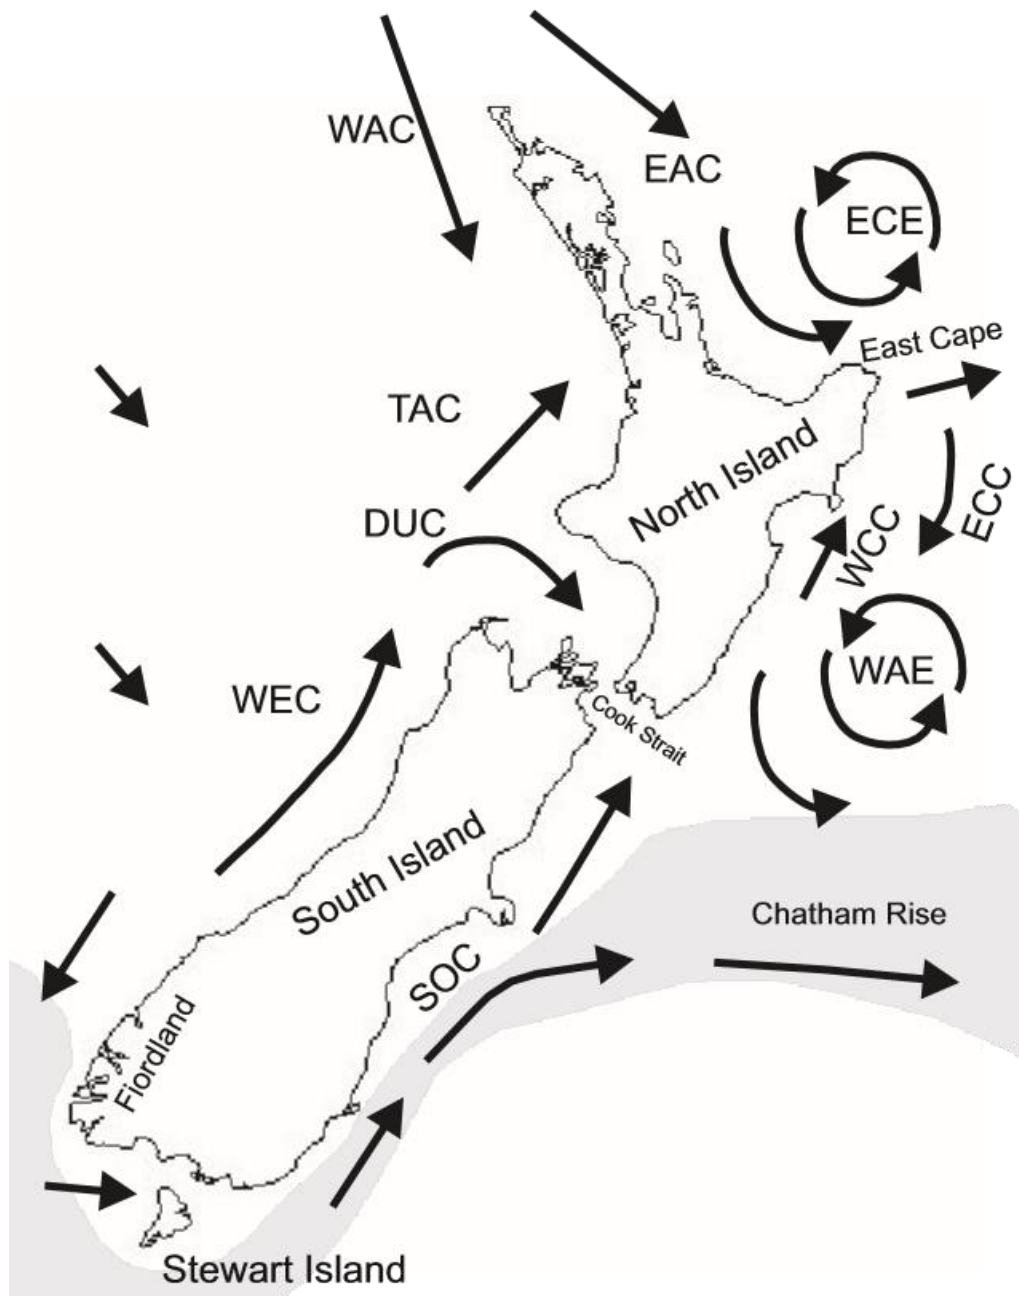 WAC
EAC
ECE
East Cape
TAC
North Island
ECC
DUC
WCC
WAE
WEC
Cook Strait
South Island
Chatham Rise
SOC
Fiordland
Stewart Island